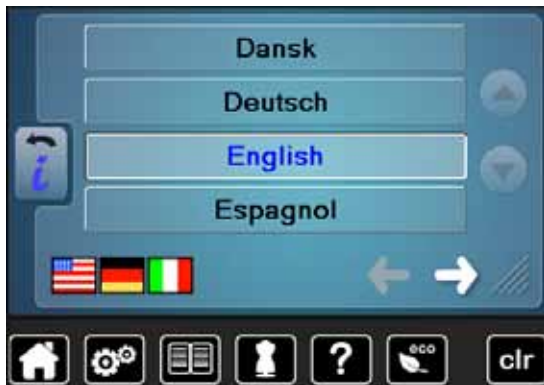 Dansk
Deutsch
English
Espagnol
i
?
eco
clr